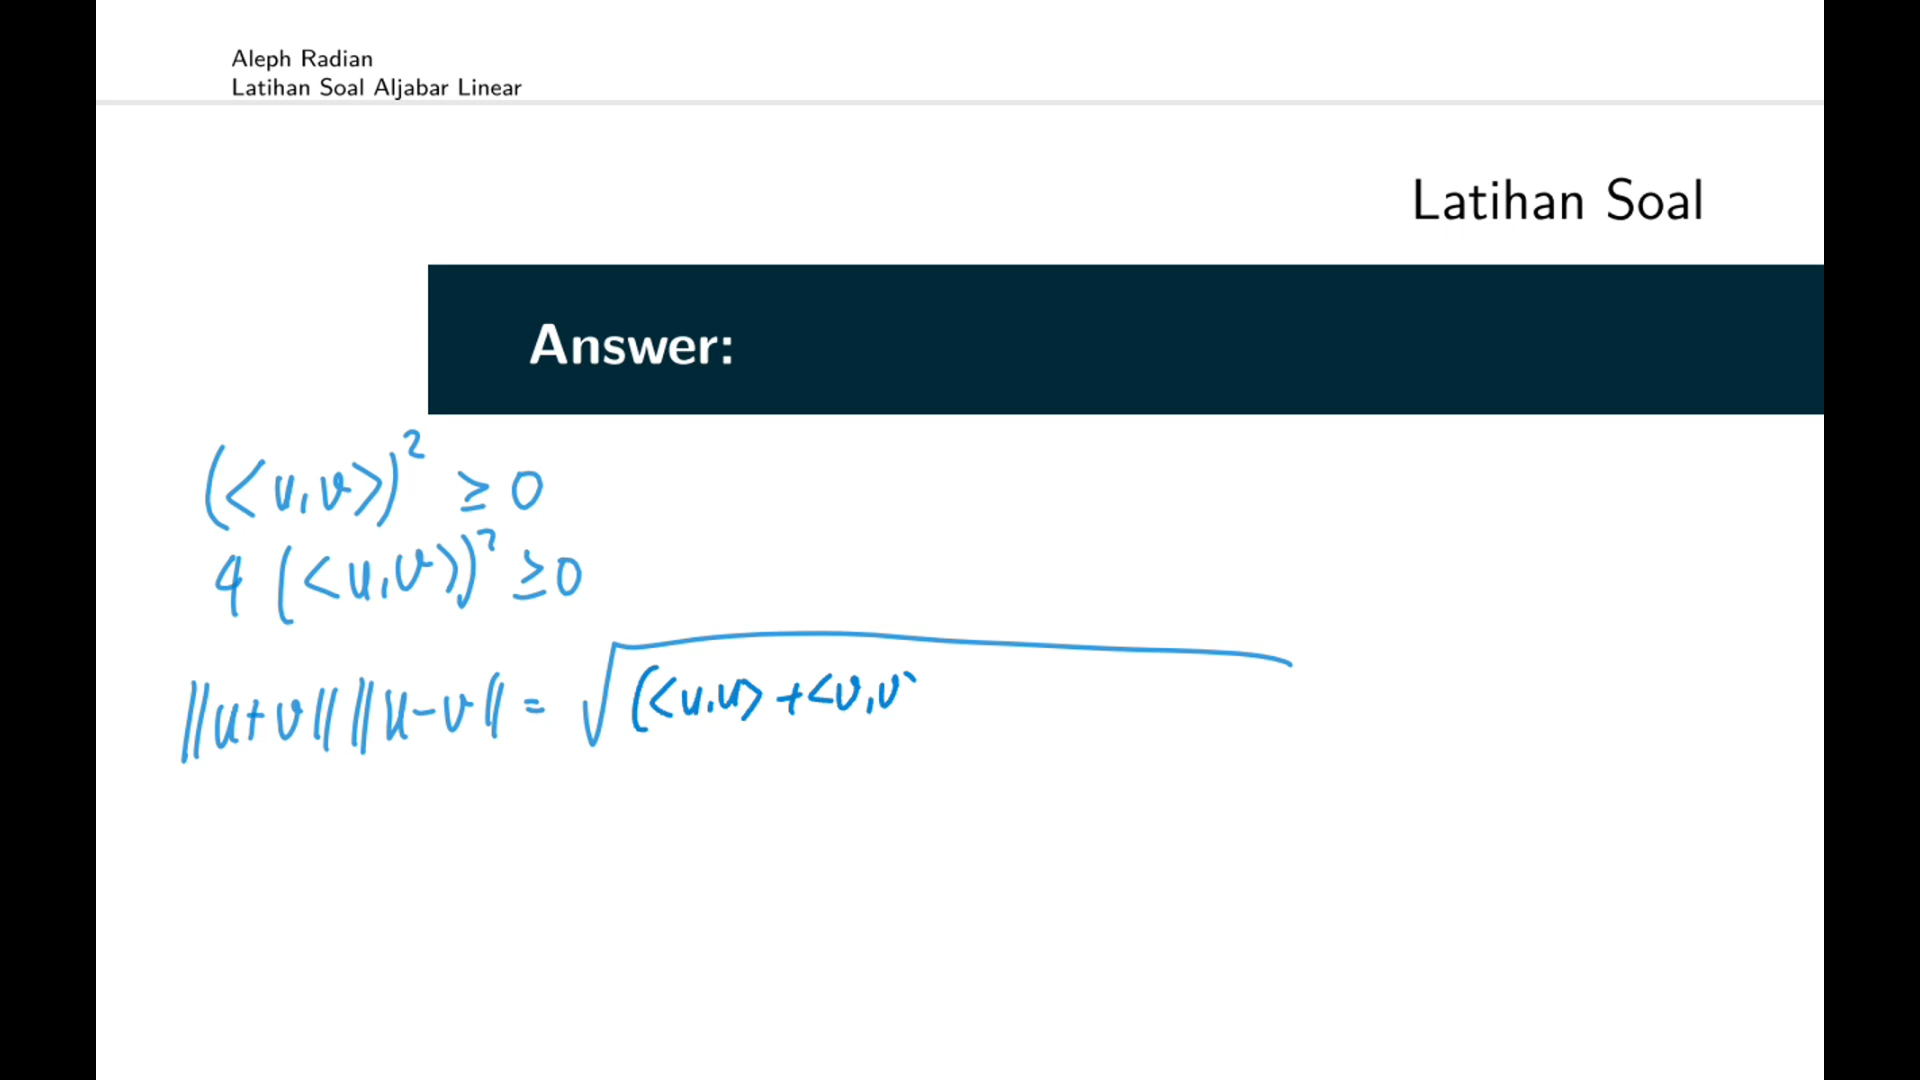 Aleph Radian
Latihan Soal Aljabar Linear
Latihan Soal
Answer:
(<u,v>)² ≥ 0
4 (<u,v>)² ≥ 0
||u+v|| ||u-v|| = √(<u,u> + <v,v